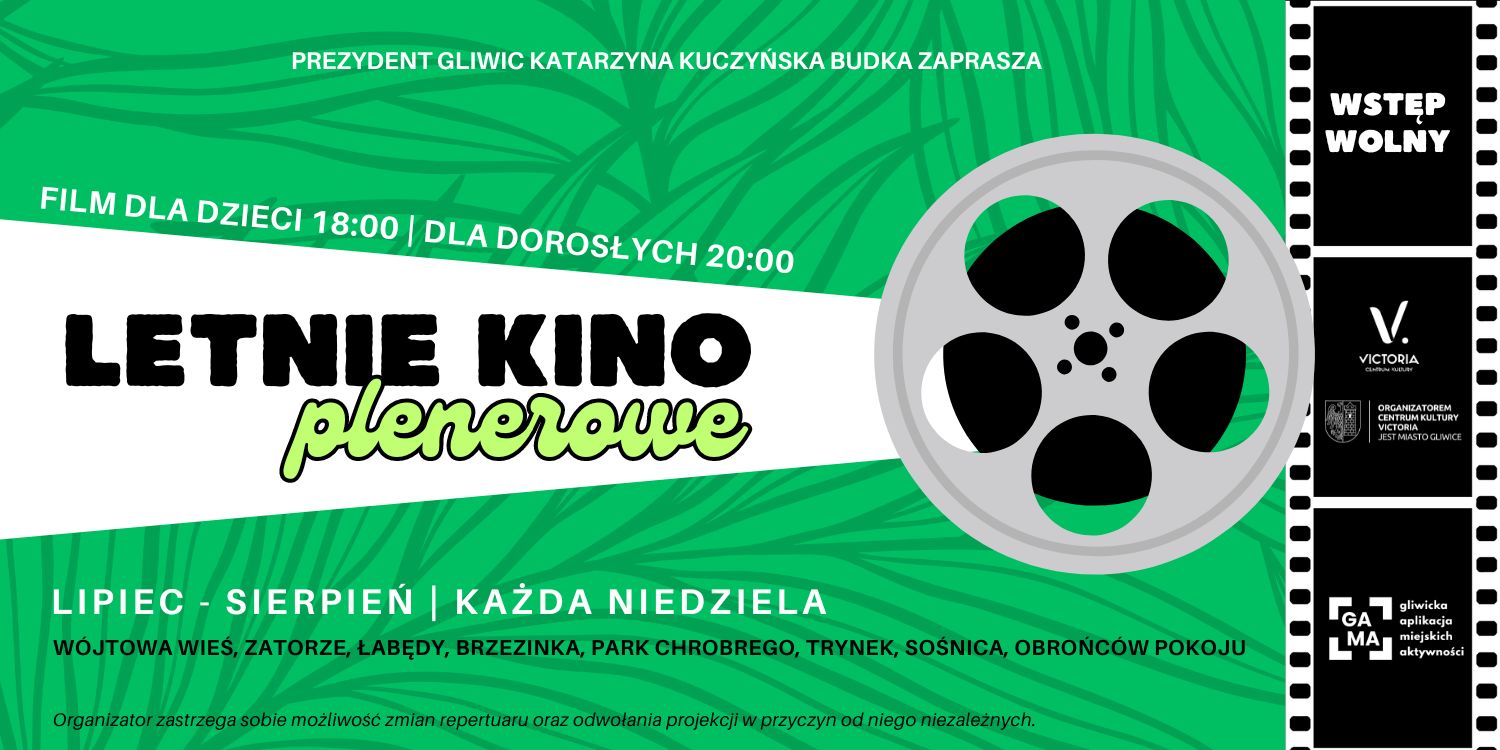 PREZYDENT GLIWIC KATARZYNA KUCZYŃSKA BUDKA ZAPRASZA
FILM DLA DZIECI 18:00 | DLA DOROSŁYCH 20:00
LETNIE KINO
plenerowe
LIPIEC - SIERPIEŃ | KAŻDA NIEDZIELA
WÓJTOWA WIEŚ, ZATORZE, ŁABĘDY, BRZEZINKA, PARK CHROBREGO, TRYNEK, SOŚNICA, OBROŃCÓW POKOJU
Organizator zastrzega sobie możliwość zmian repertuaru oraz odwołania projekcji w przyczyn od niego niezależnych.
WSTĘP
WOLNY
V.
VICTORIA
CENTRUM KULTURY
ORGANIZATOREM
CENTRUM KULTURY
VICTORIA
JEST MIASTO GLIWICE
GA
MA
gliwicka
aplikacja
miejskich
aktywności